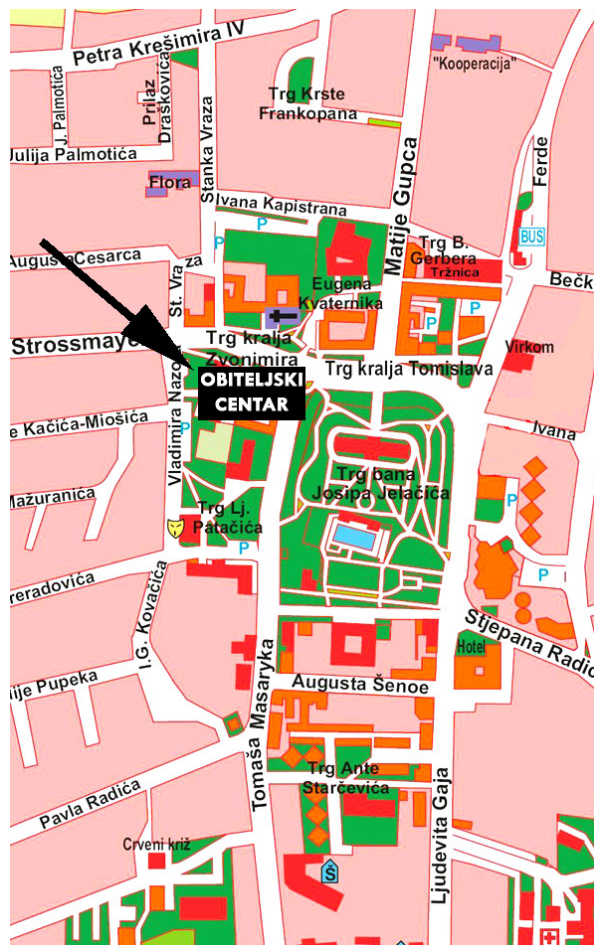 Petra Krešimira IV
"Kooperacija"
J. Palmotića
Prilaz
Draškovića
Trg Krste
Frankopana
Julija Palmotića
Stanka Vraza
Flora
Matije Gupca
Ferde
Ivana Kapistrana
P
P
BUS
Trg B.
Gerbera
Tržnica
Augusta Cesarca
St. Vraza
Eugena
Kvaternika
Bečk
P
P
Strossmaye
Trg kralja
Zvonimira
Virkom
Trg kralja Tomislava
OBITELJSKI
CENTAR
Vladimira Nazo
e Kačića-Miošića
P
Ivana
Trg bana
Josipa Jelačića
Mažuranića
Trg Lj.
Patačića
P
P
P
reradovića
I.G. Kovačića
Stjepana Radić
Hotel
Tomaša Masaryka
ije Pupeka
Augusta Šenoe
Trg Ante
Starčevića
Ljudevita Gaja
Pavla Radića
Crveni križ
Š